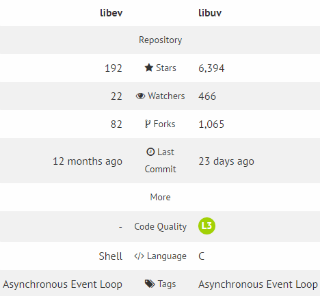 libev libuv
Repository
192 Stars 6,394
22 Watchers 466
82 Forks 1,065
12 months ago Last Commit 23 days ago
More
- Code Quality L3
Shell </> Language C
Asynchronous Event Loop Tags Asynchronous Event Loop